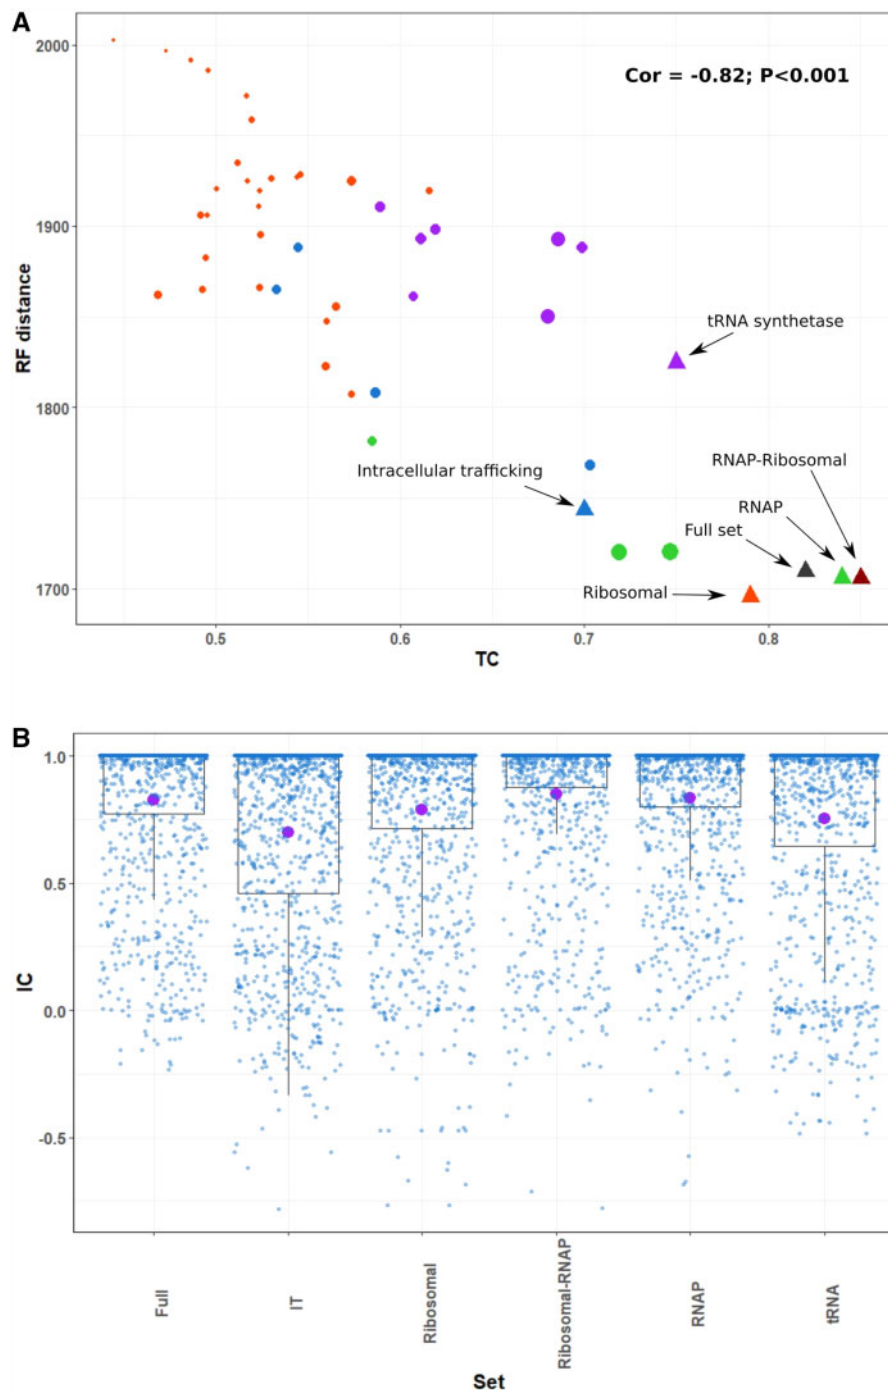 A
2000
Cor = -0.82; P<0.001
1900
RF distance
tRNA synthetase
1800
RNAP-Ribosomal
Intracellular trafficking
RNAP
Full set
Ribosomal
1700
0.5
0.6
0.7
0.8
TC
B
1.0
0.5
IC
0.0
-0.5
Full
IT
Ribosomal
Ribosomal-RNAP
RNAP
tRNA
Set